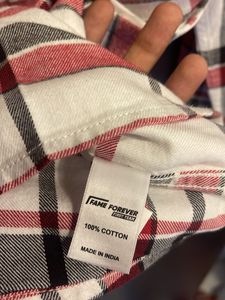 FAME FOREVER
100% COTTON
MADE IN INDIA